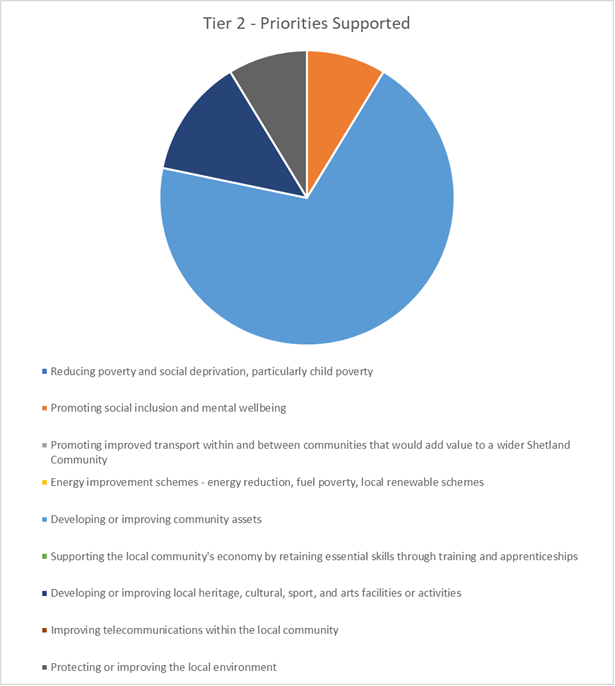 Tier 2 - Priorities Supported
Reducing poverty and social deprivation, particularly child poverty
Promoting social inclusion and mental wellbeing
Promoting improved transport within and between communities that would add value to a wider Shetland
Community
Energy improvement schemes - energy reduction, fuel poverty, local renewable schemes
Developing or improving community assets
Supporting the local community's economy by retaining essential skills through training and apprenticeships
Developing or improving local heritage, cultural, sport, and arts facilities or activities
Improving telecommunications within the local community
Protecting or improving the local environment